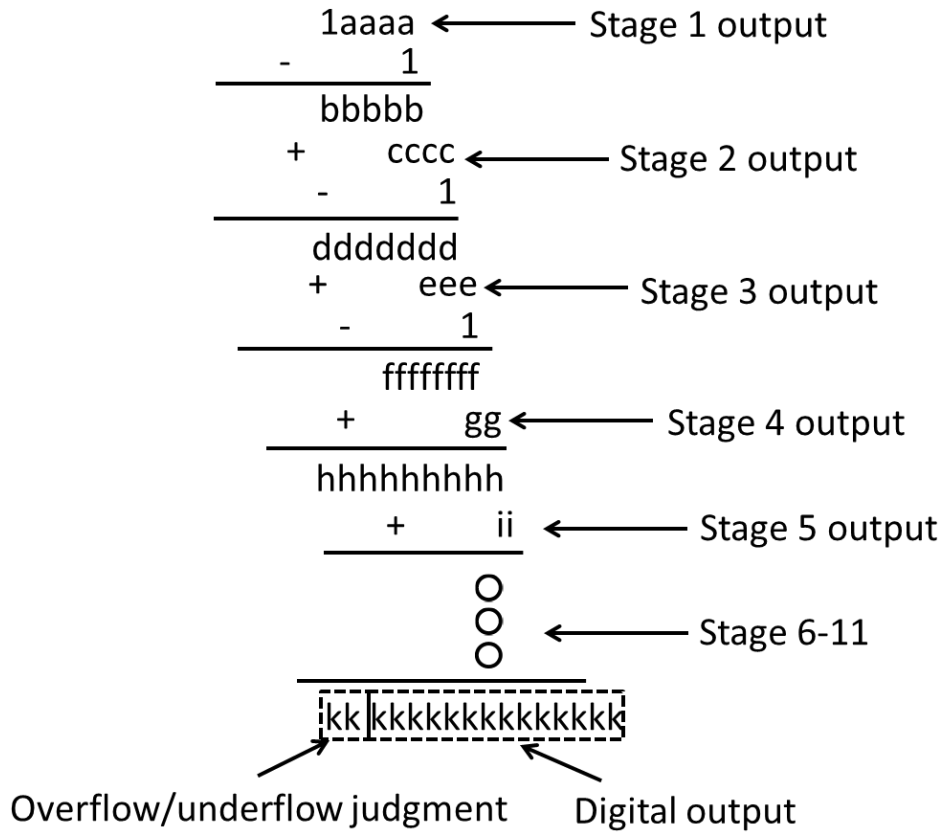 1aaaa Stage 1 output
- 1
bbbbb
+ cccc Stage 2 output
- 1
ddddddd
+ eee Stage 3 output
- 1
ffffffff
+ gg Stage 4 output
hhhhhhhhh
+ ii Stage 5 output
Stage 6-11
kk kkkkkkkkkkkkkk
Overflow/underflow judgment Digital output